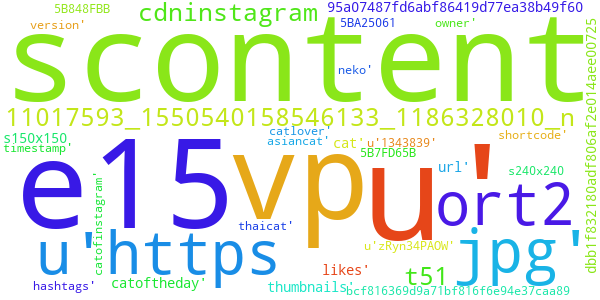 5B848FBB
cdninstagram
95a07487fd6abf86419d77ea38b49f60
version'
5BA25061
owner'
scontent
neko'
11017593_1550540158546133_1186328010_n
s150x150
timestamp'
catlover'
asiancat'
cat'
u'1343839'
shortcode'
5B7FD65B
e15
vp
u'
url'
s240x240
ort2
catofinstagram'
thaicat'
u'zRyn34PAOW'
u'https
jpg'
likes'
t51
hashtags'
catoftheday'
thumbnails'
bcf816369d9a71bf816f6e94e37caa89
dbb1f832180adf806af2e014aee00725